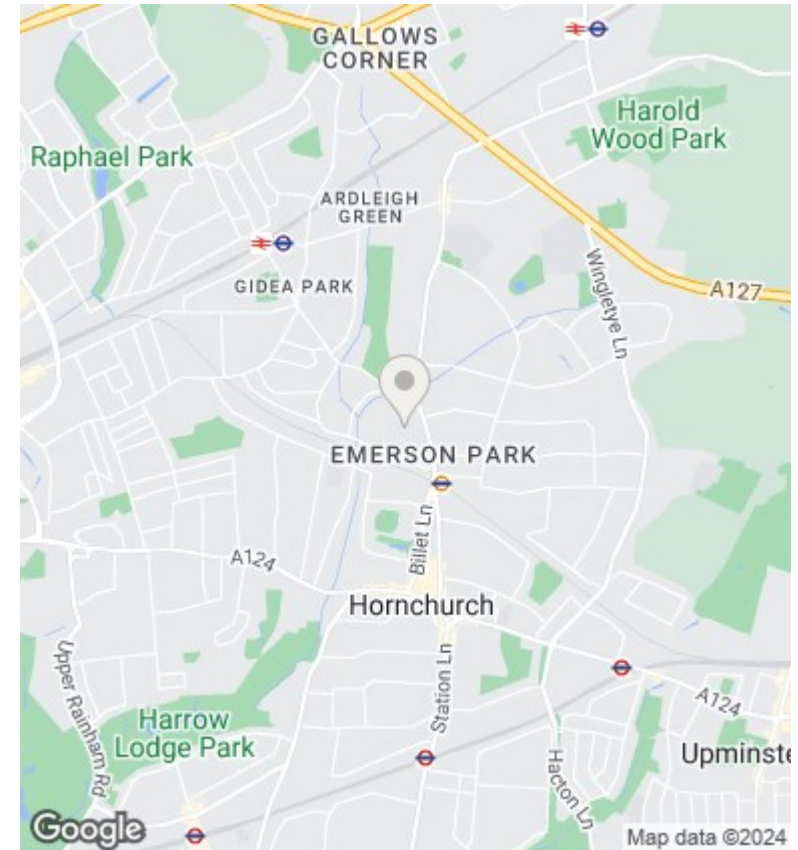 GALLOWS
CORNER
Harold
Wood Park
Raphael Park
ARDLEIGH
GREEN
GIDEA PARK
Wingletye Ln
A127
EMERSON PARK
Billet Ln
A124
Hornchurch
Upper Rainham Rd
Station Ln
A124
Harrow
Lodge Park
Hacton Ln
Upminste
Google
Map data ©2024